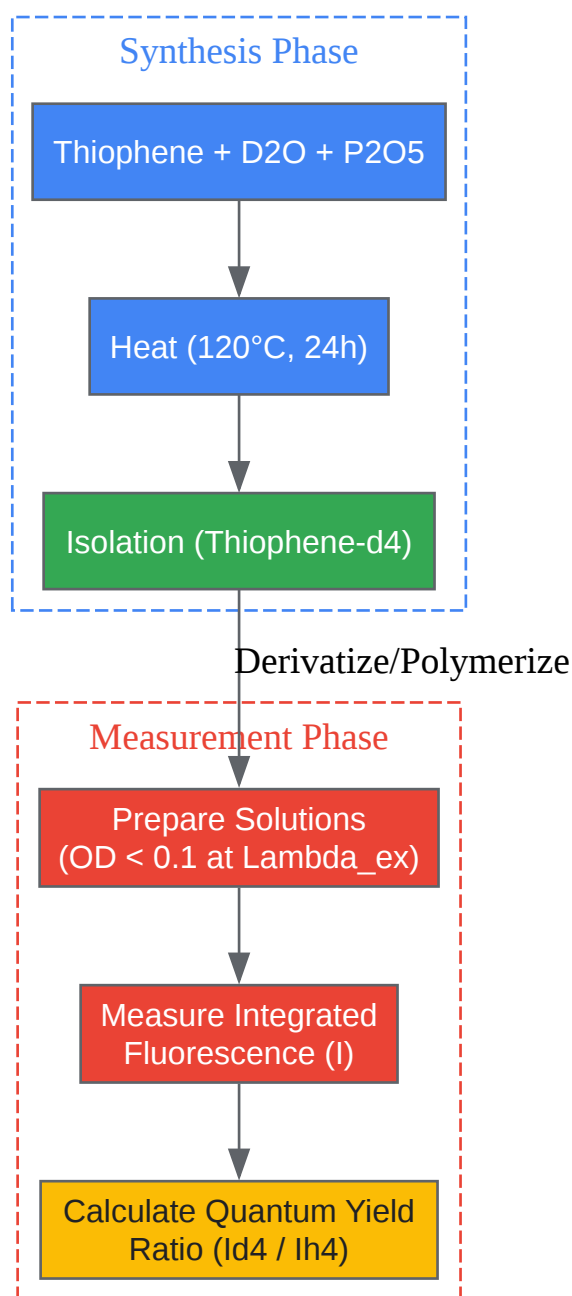 Synthesis Phase
Thiophene + D2O + P2O5
Heat (120°C, 24h)
Isolation (Thiophene-d4)
Derivatize/Polymerize
Measurement Phase
Prepare Solutions
(OD < 0.1 at Lambda_ex)
Measure Integrated
Fluorescence (I)
Calculate Quantum Yield
Ratio (Id4 / Ih4)